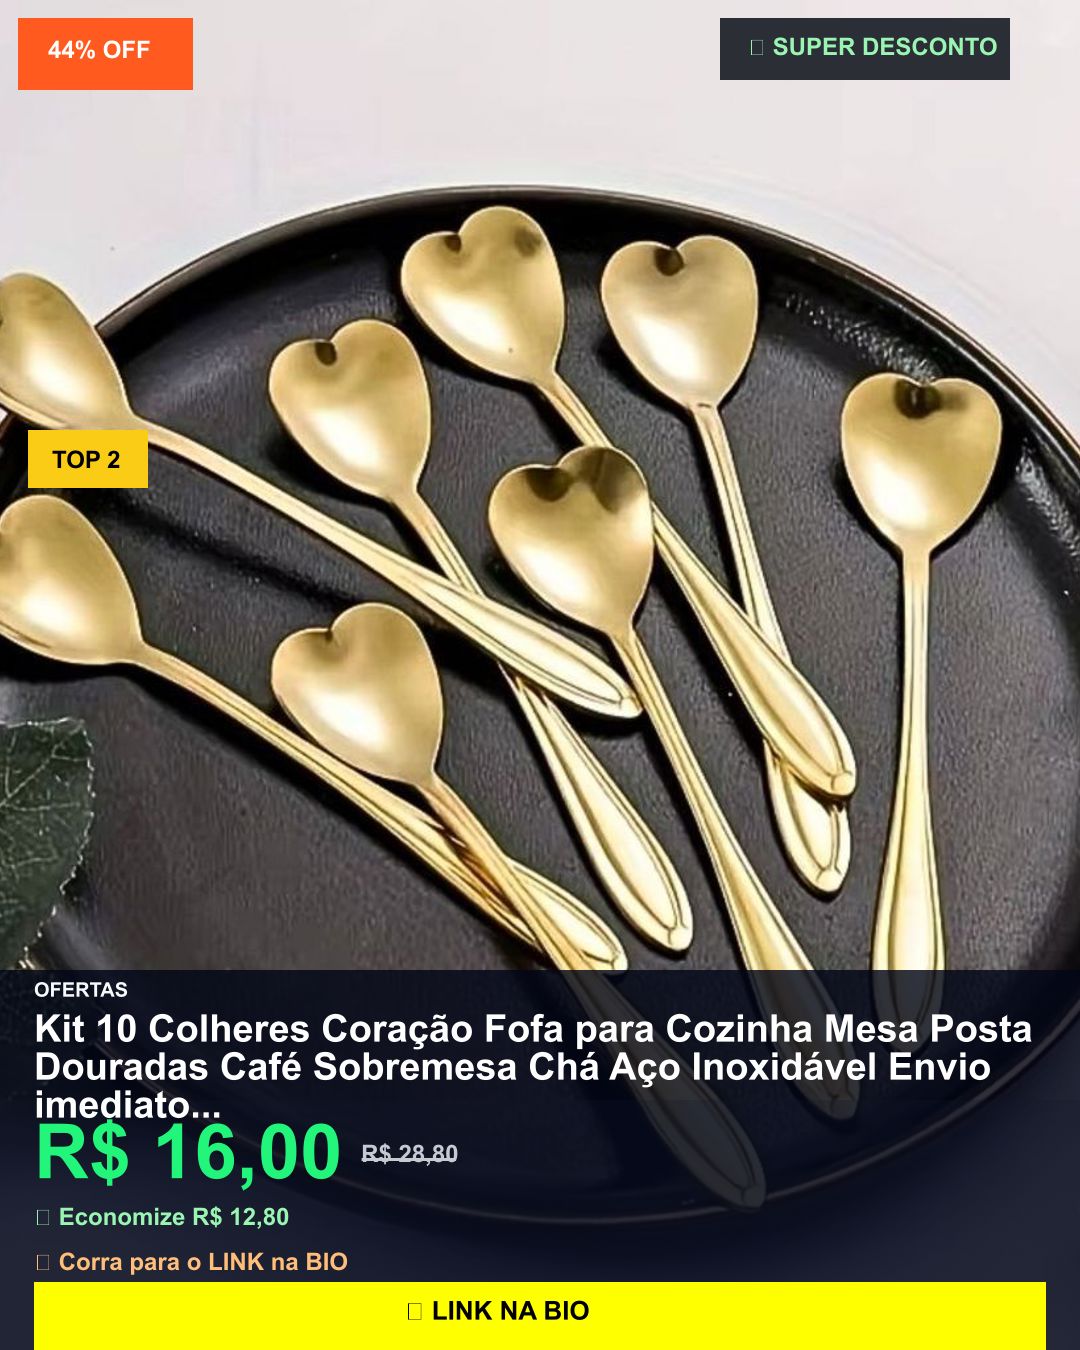 44% OFF
SUPER DESCONTO
TOP 2
OFERTAS
Kit 10 Colheres Coração Fofa para Cozinha Mesa Posta
Douradas Café Sobremesa Chá Aço Inoxidável Envio
imediato...
R$ 16,00 R$ 28,80
Economize R$ 12,80
Corra para o LINK na BIO
LINK NA BIO